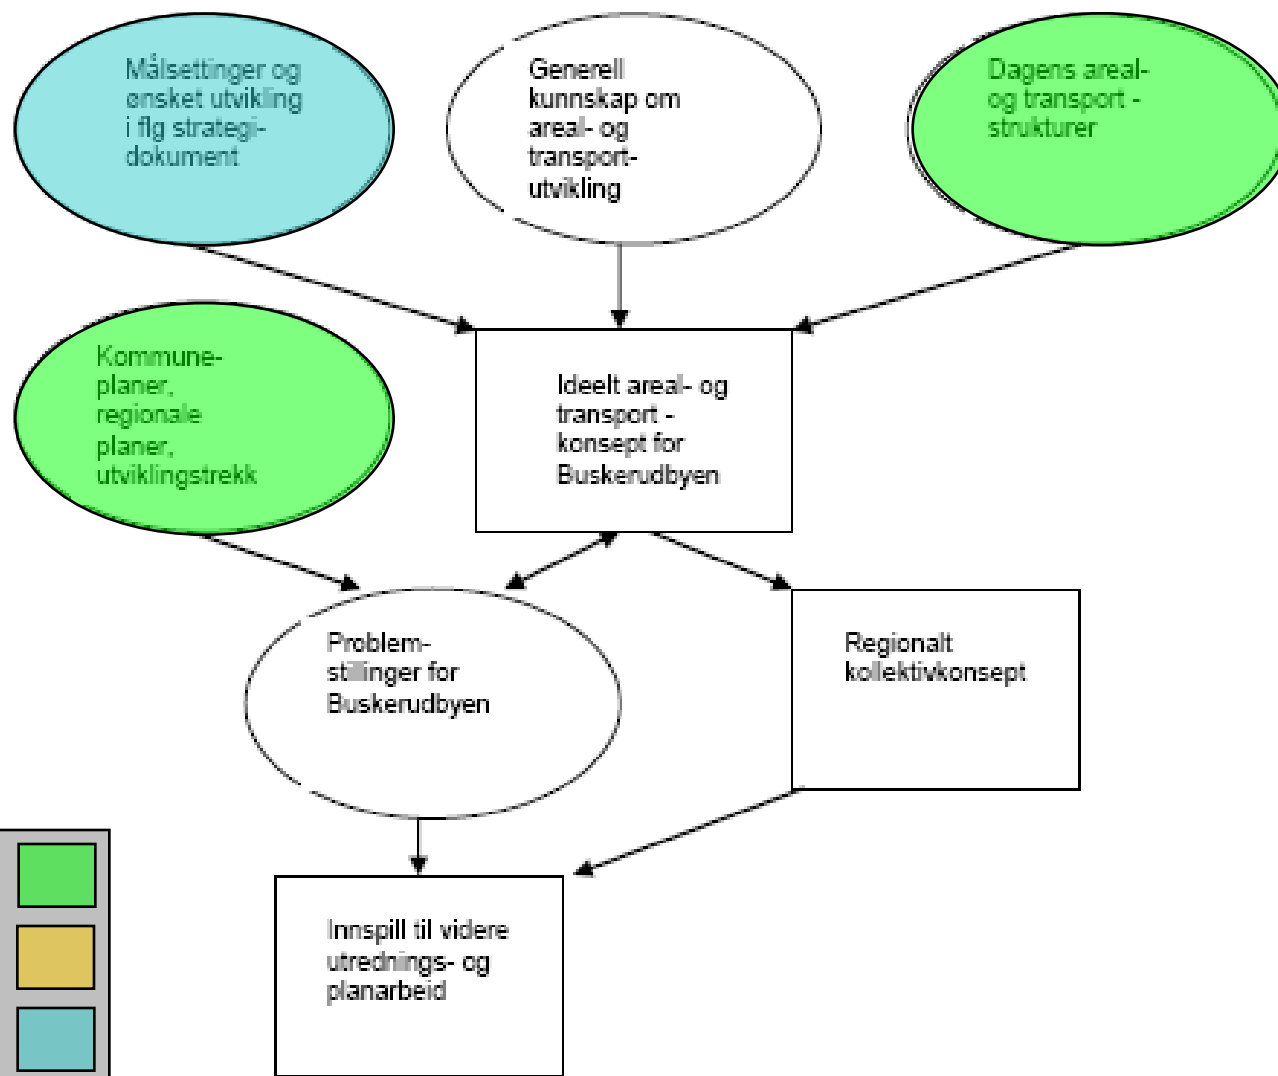 Målsettinger og
ønsket utvikling
i flg strategi-
dokument
Generell
kunnskap om
areal- og
transport-
utvikling
Dagens areal-
og transport -
strukturer
Kommune-
planer,
regionale
planer,
utviklingstrekk
Ideelt areal- og
transport -
konsept for
Buskerudbyen
Problem-
stillinger for
Buskerudbyen
Regionalt
kollektivkonsept
Innspill til videre
utrednings- og
planarbeid